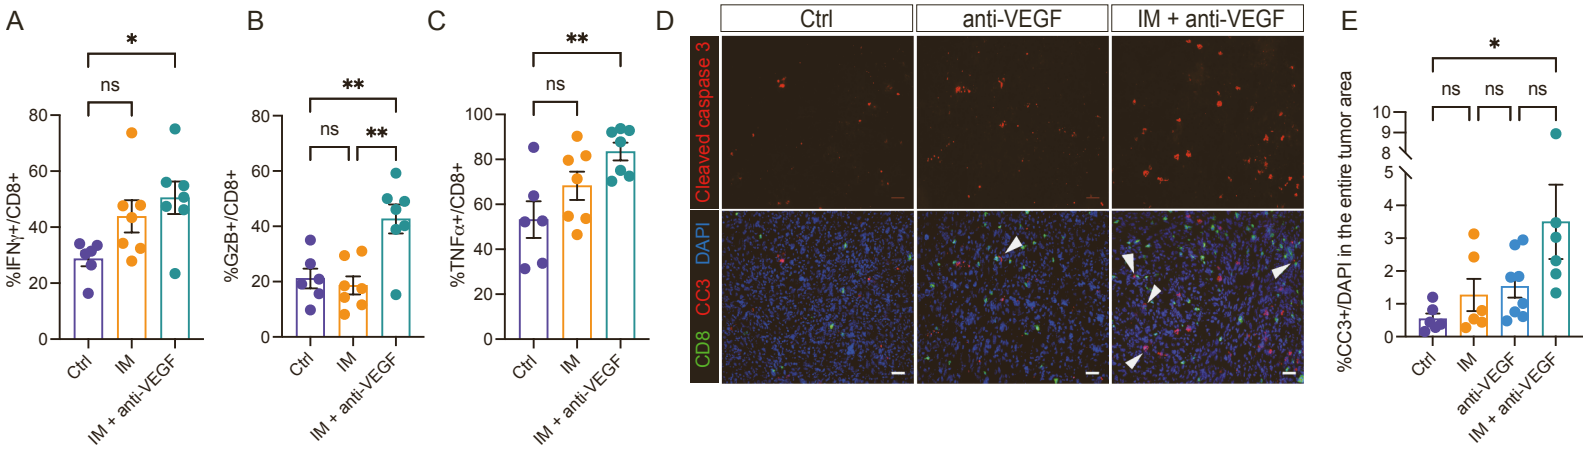 A
*
ns
%IFNγ+/CD8+
80
60
40
20
0
Ctrl
IM
IM + anti-VEGF
B
**
ns
**
%GzB+/CD8+
80
60
40
20
0
Ctrl
IM
IM + anti-VEGF
C
**
ns
%TNFα+/CD8+
100
80
60
40
20
0
Ctrl
IM
IM + anti-VEGF
D
Ctrl
anti-VEGF
IM + anti-VEGF
Cleaved caspase 3
CD8 CC3 DAPI
E
*
ns
ns
ns
%CC3+/DAPI in the entire tumor area
10
9
8
5
4
3
2
1
0
Ctrl
IM
anti-VEGF
IM + anti-VEGF